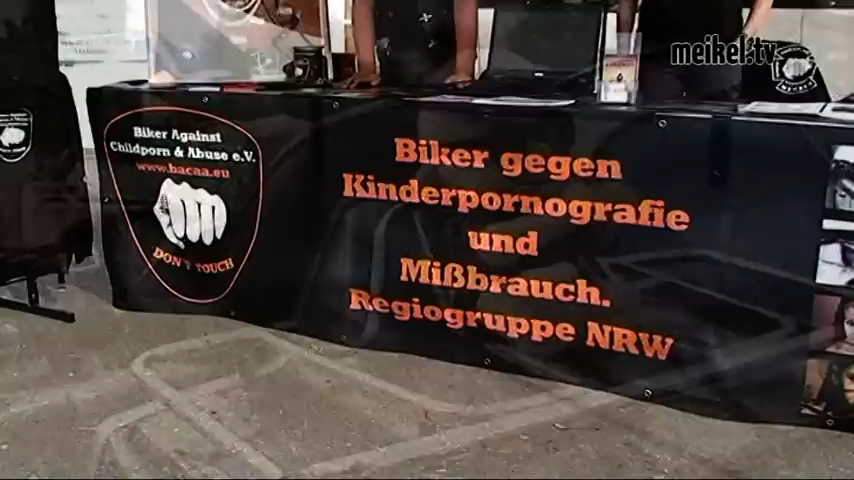 meikel.tv
Biker Against
Childporn & Abuse e.V.
www.bacaa.eu
DON'T TOUCH
Biker gegen
Kinderpornografie
und
Mißbrauch.
Regiogruppe NRW